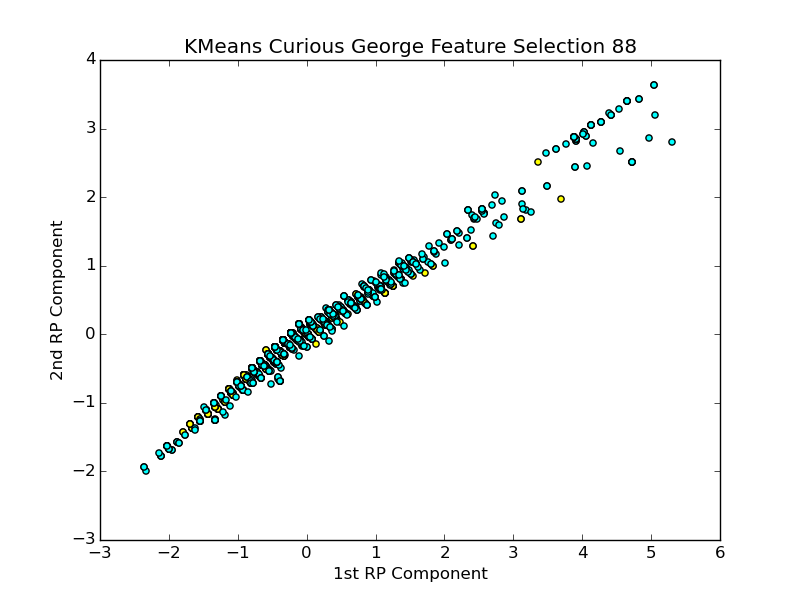 KMeans Curious George Feature Selection 88
4
3
2
1
0
−1
−2
−3
2nd RP Component
−3 −2 −1 0 1 2 3 4 5 6
1st RP Component